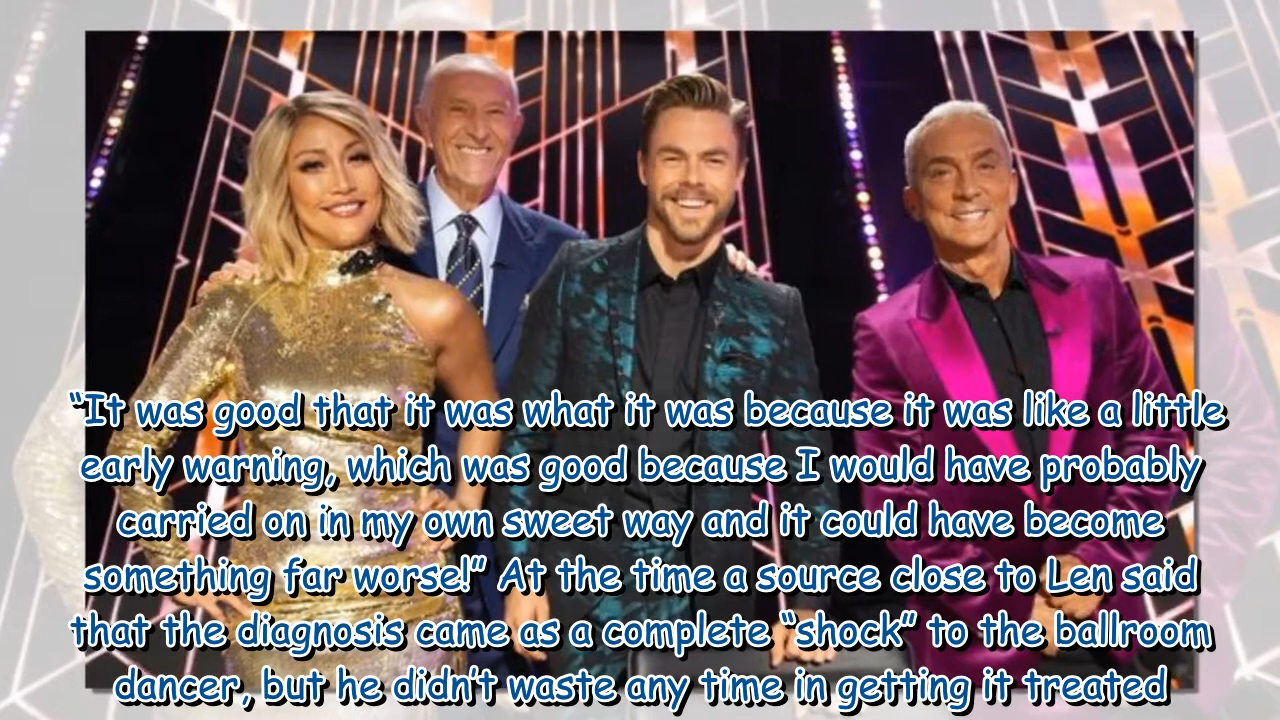 “It was good that it was what it was because it was like a little
early warning, which was good because I would have probably
carried on in my own sweet way and it could have become
something far worse!” At the time a source close to Len said
that the diagnosis came as a complete “shock” to the ballroom
dancer, but he didn’t waste any time in getting it treated